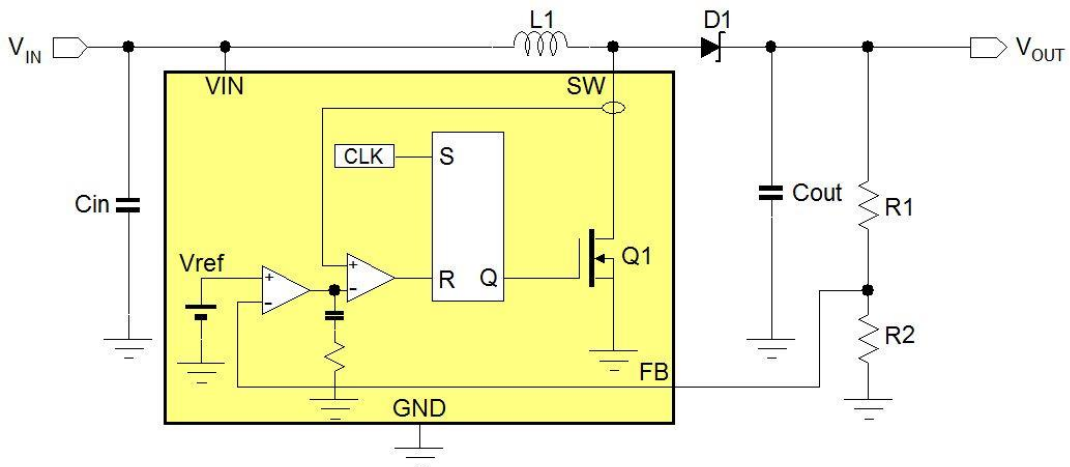 L1
D1
VIN
VOUT
VIN
SW
CLK
S
Cin
Cout
R1
Vref
+
-
+
-
R
Q
Q1
R2
FB
GND